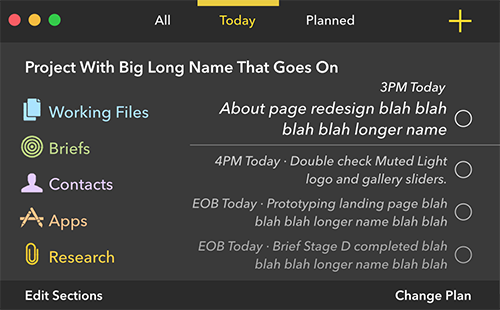 All
Today
Planned
Project With Big Long Name That Goes On
Working Files
Briefs
Contacts
Apps
Research
3PM Today
About page redesign blah blah
blah blah longer name
4PM Today · Double check Muted Light
logo and gallery sliders.
EOB Today · Prototyping landing page blah
blah blah longer name blah blah
EOB Today · Brief Stage D completed blah
blah blah longer name blah blah
Edit Sections
Change Plan